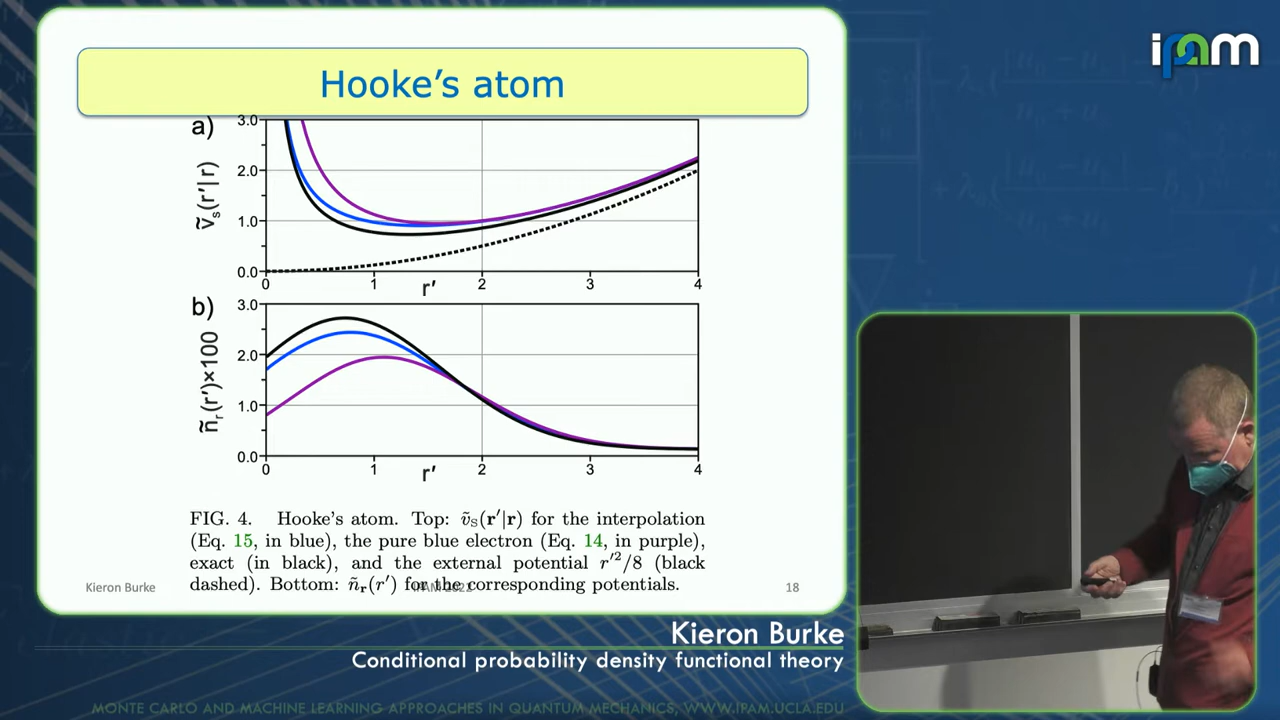 ipam
Hooke's atom
a)
3.0
2.0
1.0
0.0
ṽₛ(r′|r)
0 1 2 3 4
r′
b)
3.0
2.0
1.0
0.0
ñᵣ(r′)×100
0 1 2 3 4
r′
FIG. 4. Hooke's atom. Top: ṽₛ(r′|r) for the interpolation
(Eq. 15, in blue), the pure blue electron (Eq. 14, in purple),
exact (in black), and the external potential r′²/8 (black
dashed). Bottom: ñᵣ(r′) for the corresponding potentials.
Kieron Burke
18
Kieron Burke
Conditional probability density functional theory
MONTE CARLO AND MACHINE LEARNING APPROACHES IN QUANTUM MECHANICS, WWW.IPAM.UCLA.EDU